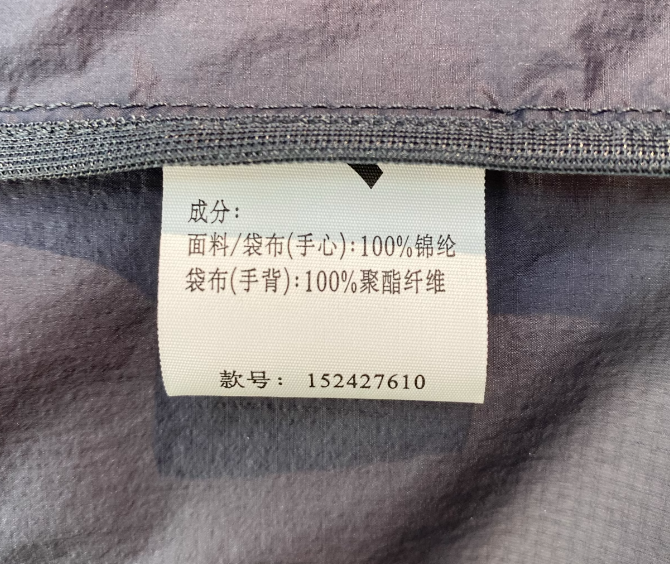 成分:
面料/袋布(手心):100%锦纶
袋布(手背):100%聚酯纤维
款号: 152427610